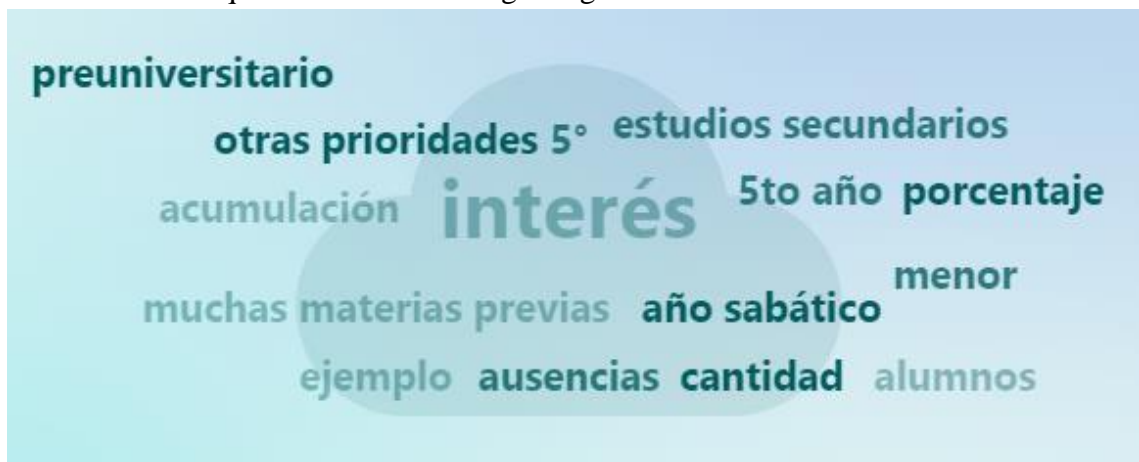 preuniversitario
otras prioridades 5° estudios secundarios
acumulación interés 5to año porcentaje
muchas materias previas año sabático menor
ejemplo ausencias cantidad alumnos